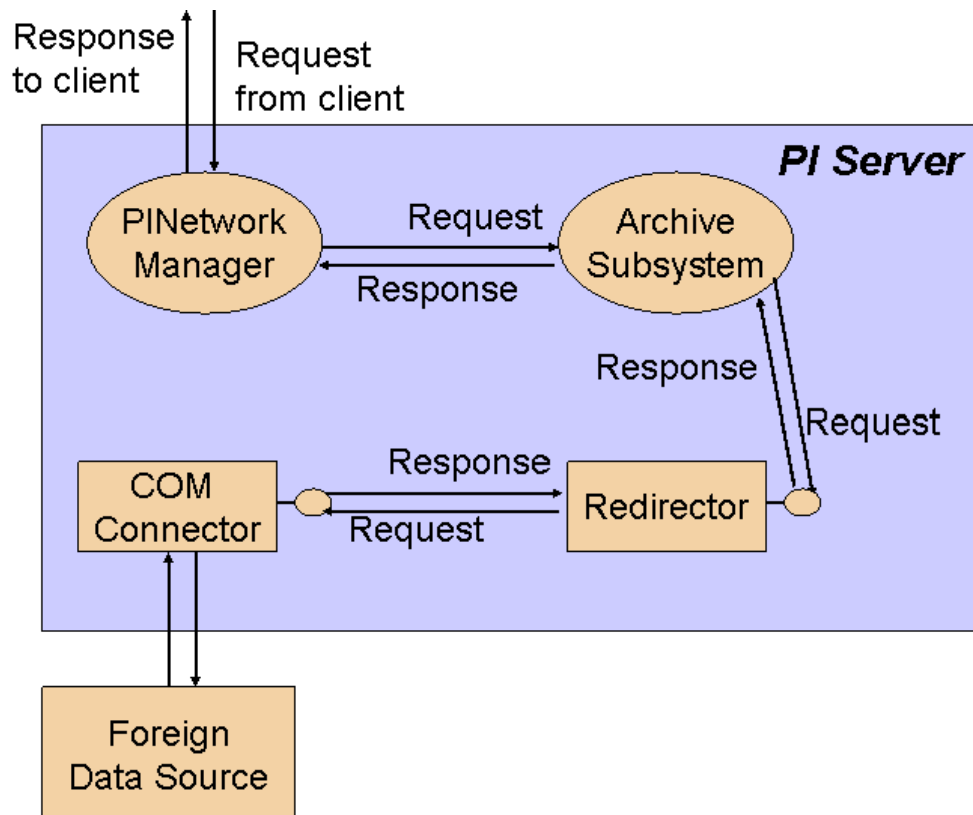 Response
to client
Request
from client
PI Server
PINetwork
Manager
Request
Response
Archive
Subsystem
Response
Request
COM
Connector
Response
Request
Redirector
Foreign
Data Source